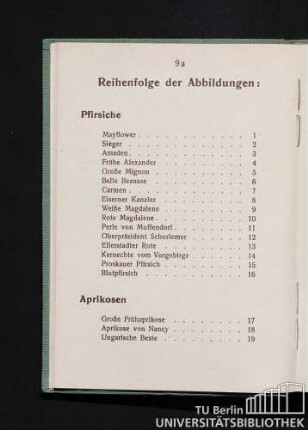 9a
Reihenfolge der Abbildungen:
Pfirsiche
Mayflower . . . . . . . . . . 1
Sieger . . . . . . . . . . 2
Amsden . . . . . . . . . . 3
Frühe Alexander . . . . . . . 4
Große Mignon . . . . . . . 5
Belle Beausse . . . . . . . 6
Carmen . . . . . . . . . . 7
Eiserner Kanzler . . . . . . . 8
Weiße Magdalene . . . . . . . 9
Rote Magdalene . . . . . . . 10
Perle von Muffendorf . . . . . 11
Oberpräsident Schorlemer . . . . 12
Ellerstadter Rote . . . . . . . 13
Kernechte vom Vorgebirge . . . . 14
Proskauer Pfirsich . . . . . . 15
Blutpfirsich . . . . . . . . 16
Aprikosen
Große Frühaprikose . . . . . . 17
Aprikose von Nancy . . . . . . 18
Ungarische Beste . . . . . . . 19
TU Berlin
UNIVERSITÄTSBIBLIOTHEK